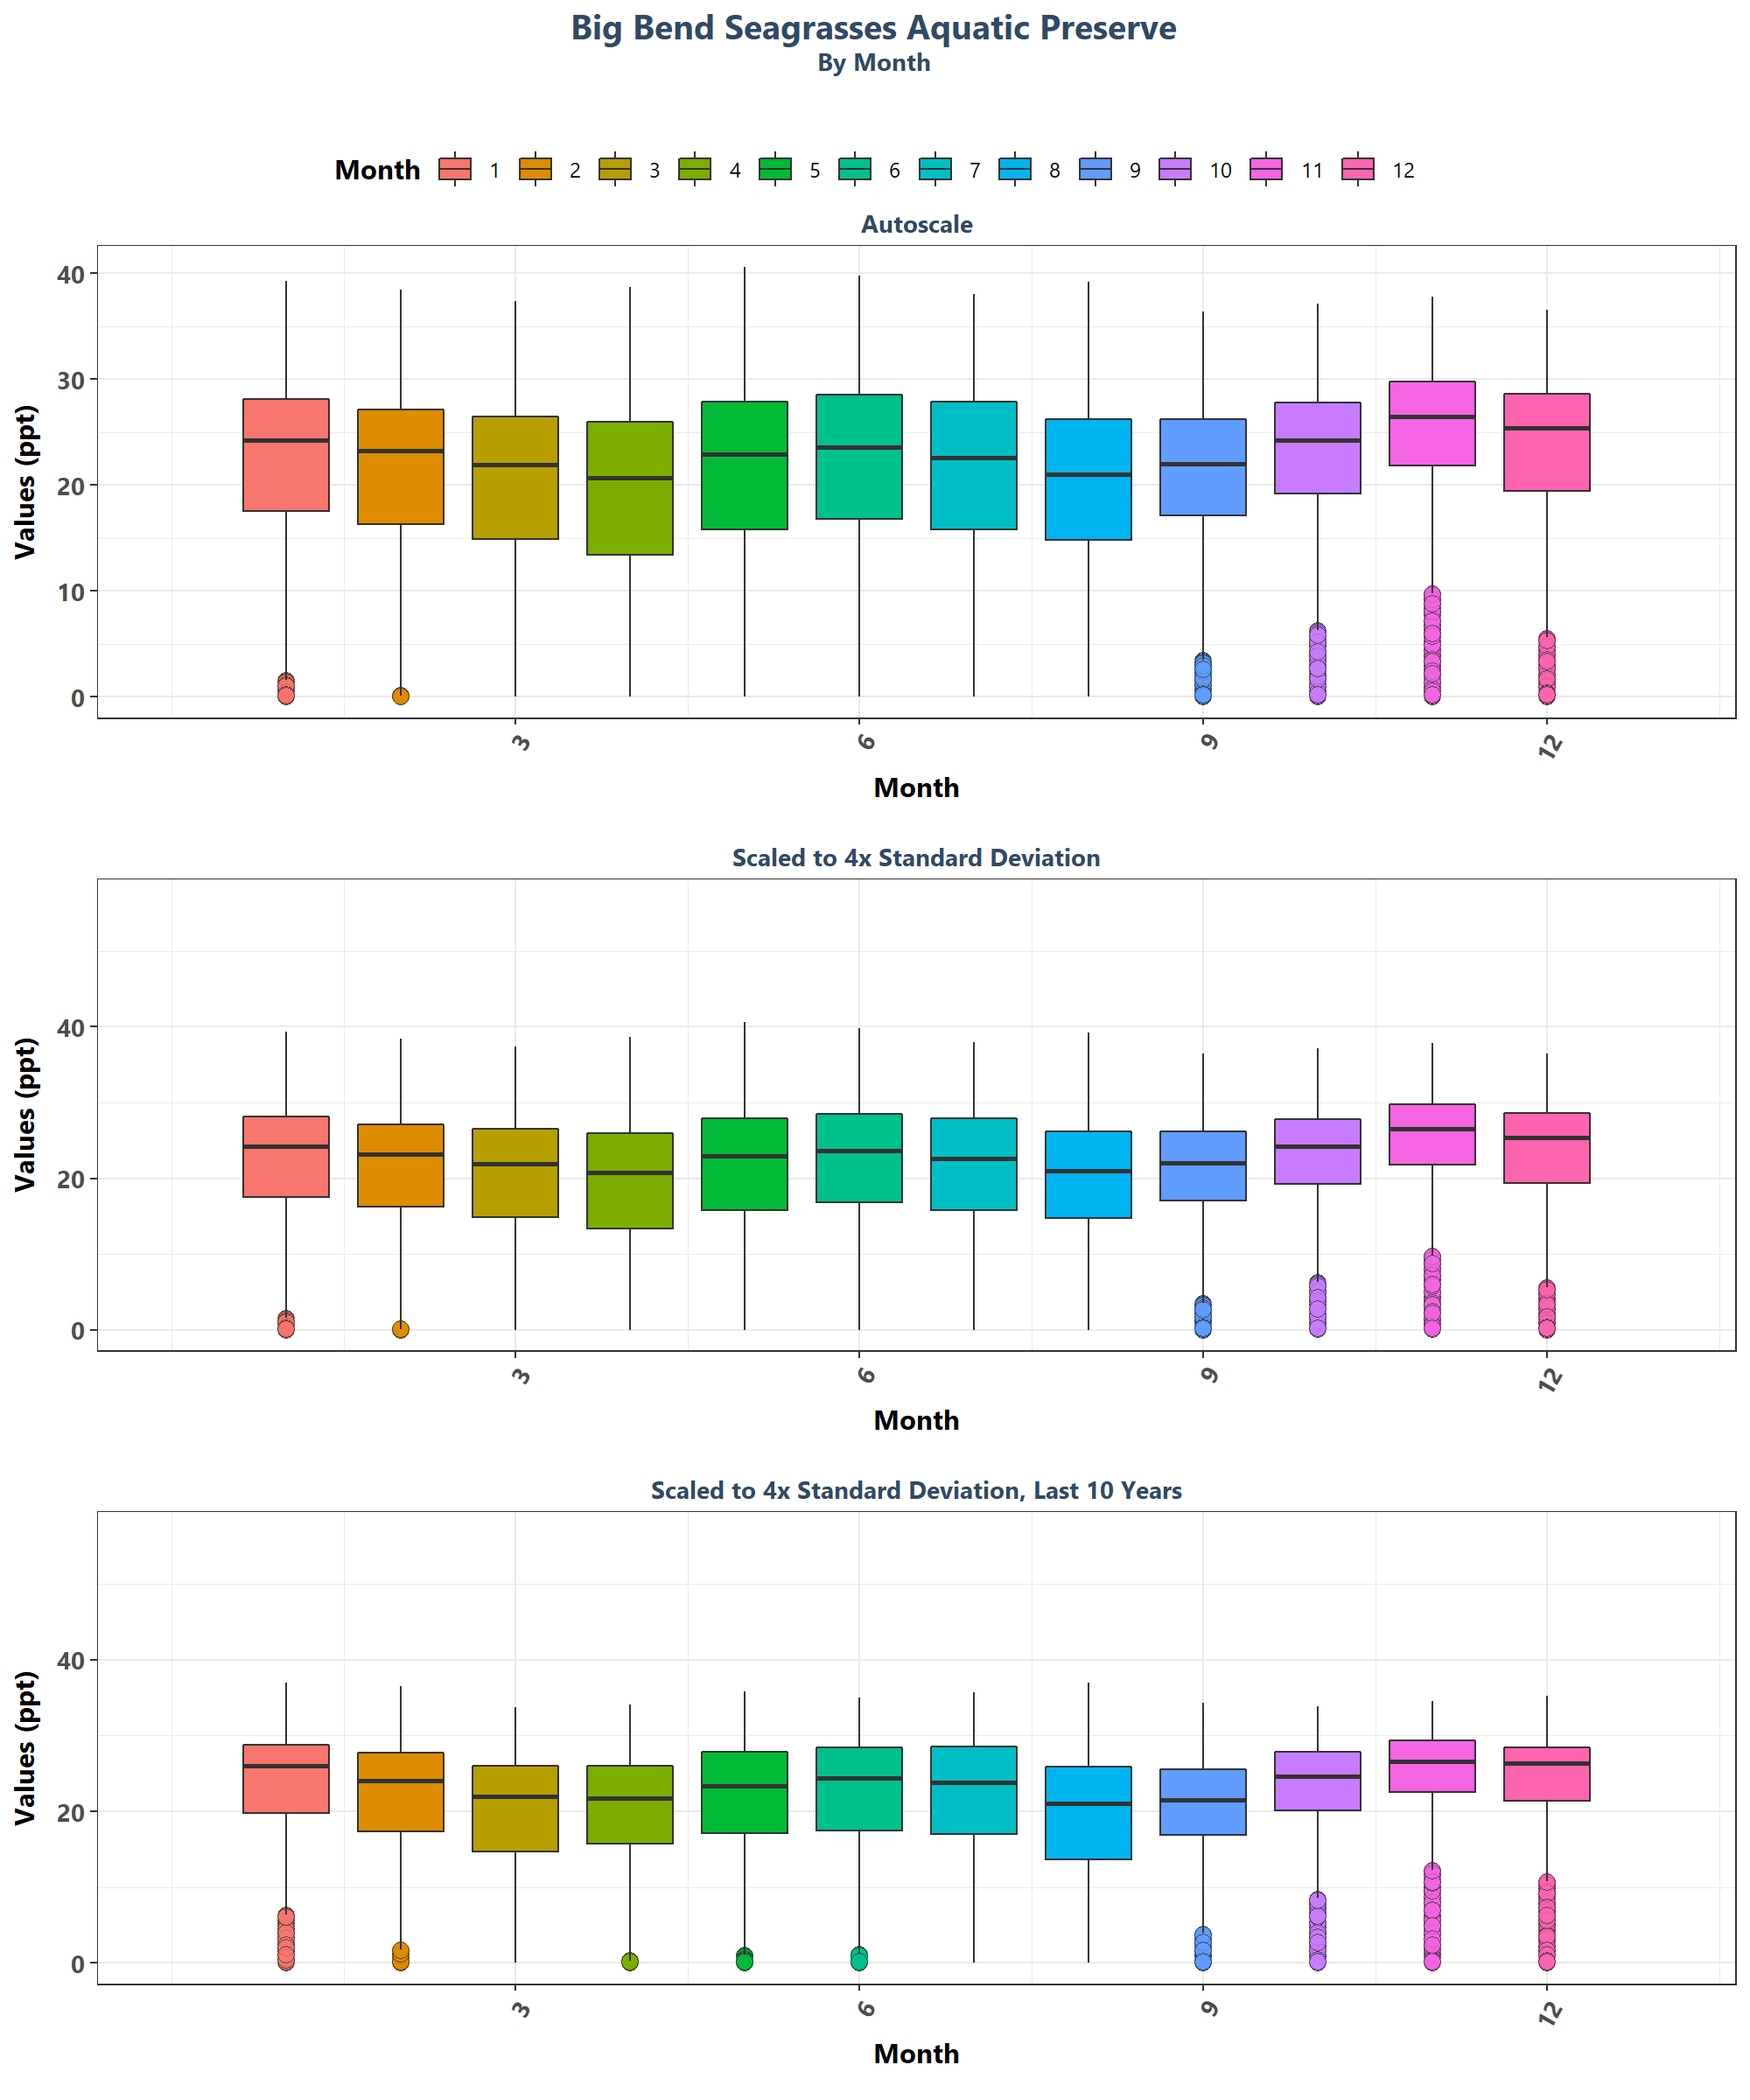 Big Bend Seagrasses Aquatic Preserve
By Month
Month 1 2 3 4 5 6 7 8 9 10 11 12
Autoscale
Values (ppt)
40
30
20
10
0
3 6 9 12
Month
Scaled to 4x Standard Deviation
Values (ppt)
40
20
0
3 6 9 12
Month
Scaled to 4x Standard Deviation, Last 10 Years
Values (ppt)
40
20
0
3 6 9 12
Month